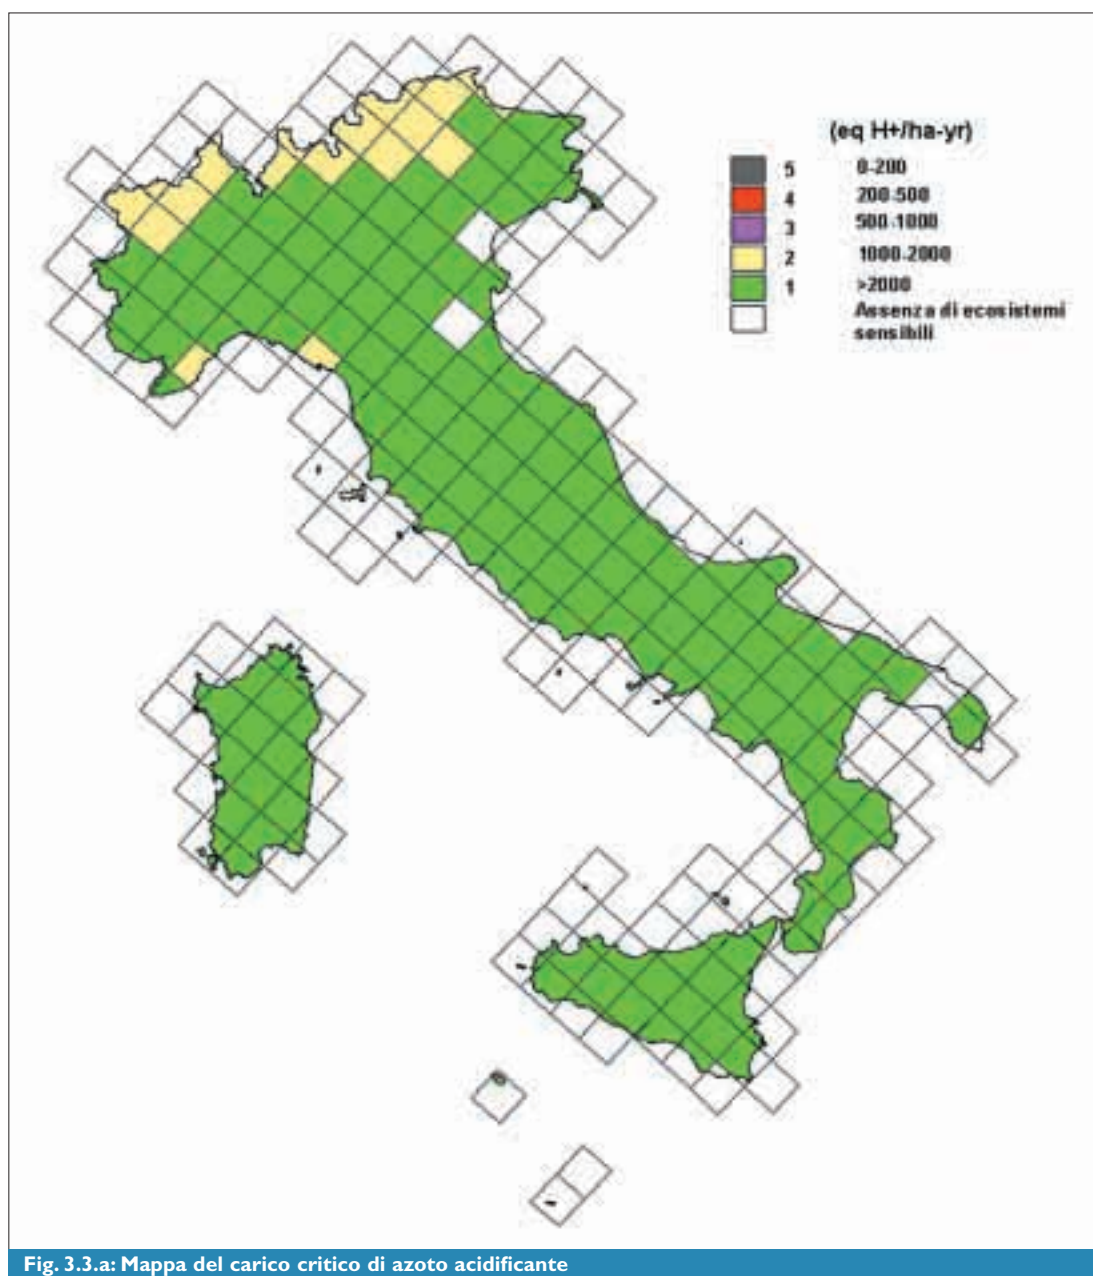 (eq H+/ha-yr)
5 0-200
4 200-500
3 500-1000
2 1000-2000
1 >2000
Assenza di ecosistemi
sensibili
Fig. 3.3.a: Mappa del carico critico di azoto acidificante